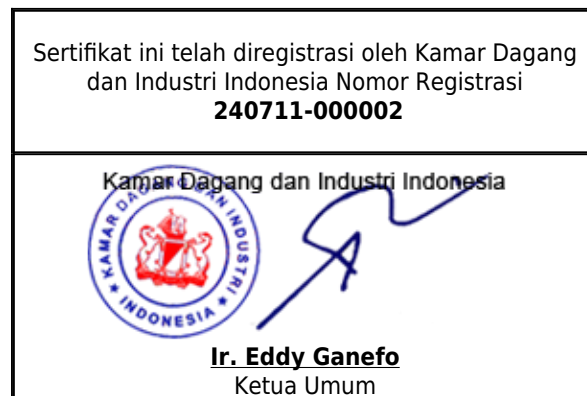 Sertifikat ini telah diregistrasi oleh Kamar Dagang
dan Industri Indonesia Nomor Registrasi
240711-000002
Kamar Dagang dan Industri Indonesia
KAMAR DAGANG DAN INDUSTRI
INDONESIA
Ir. Eddy Ganefo
Ketua Umum